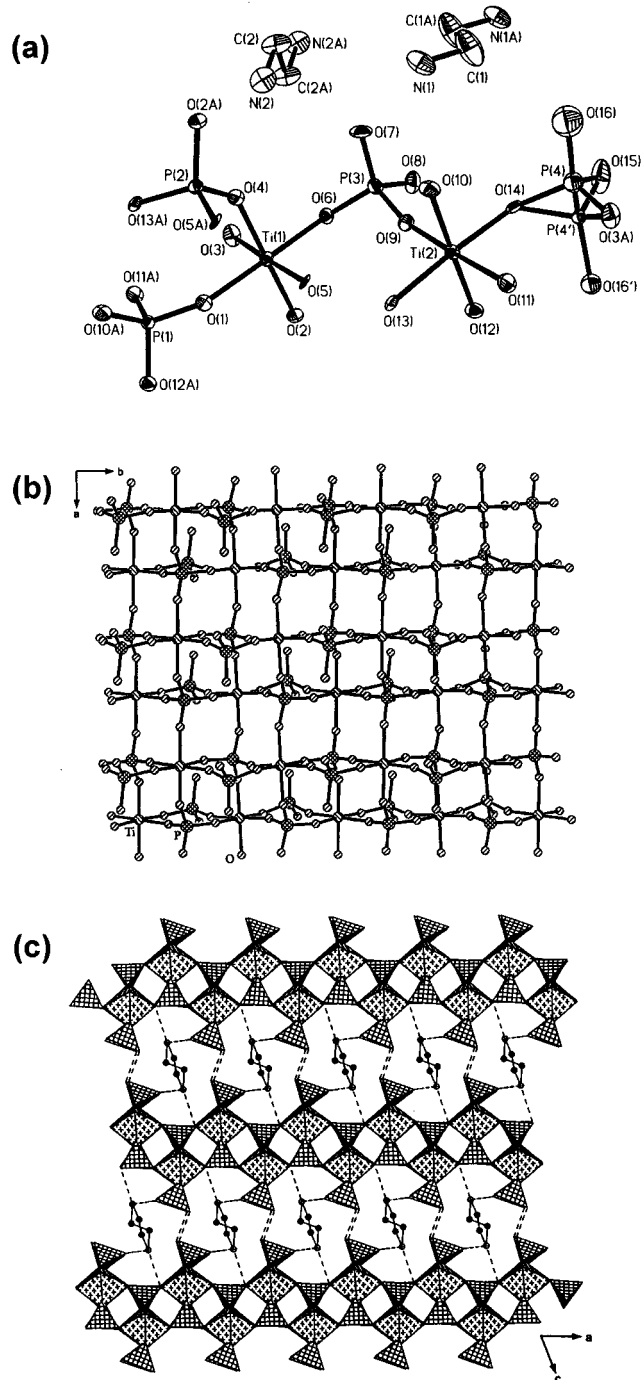 (a)
C(2) N(2A)
N(2) C(2A)
C(1A) N(1A)
N(1) C(1)
O(2A) O(7) O(16)
P(2) O(4) P(3) O(8) O(10) P(4) O(15)
O(13A) O(5A) O(6) O(14)
O(3) Ti(1) O(9) Ti(2) P(4') O(3A)
O(11A) O(5) O(11) O(16')
O(10A) P(1) O(1) O(2) O(13) O(12)
O(12A)
(b)
b
a
Ti P O
(c)
a
c